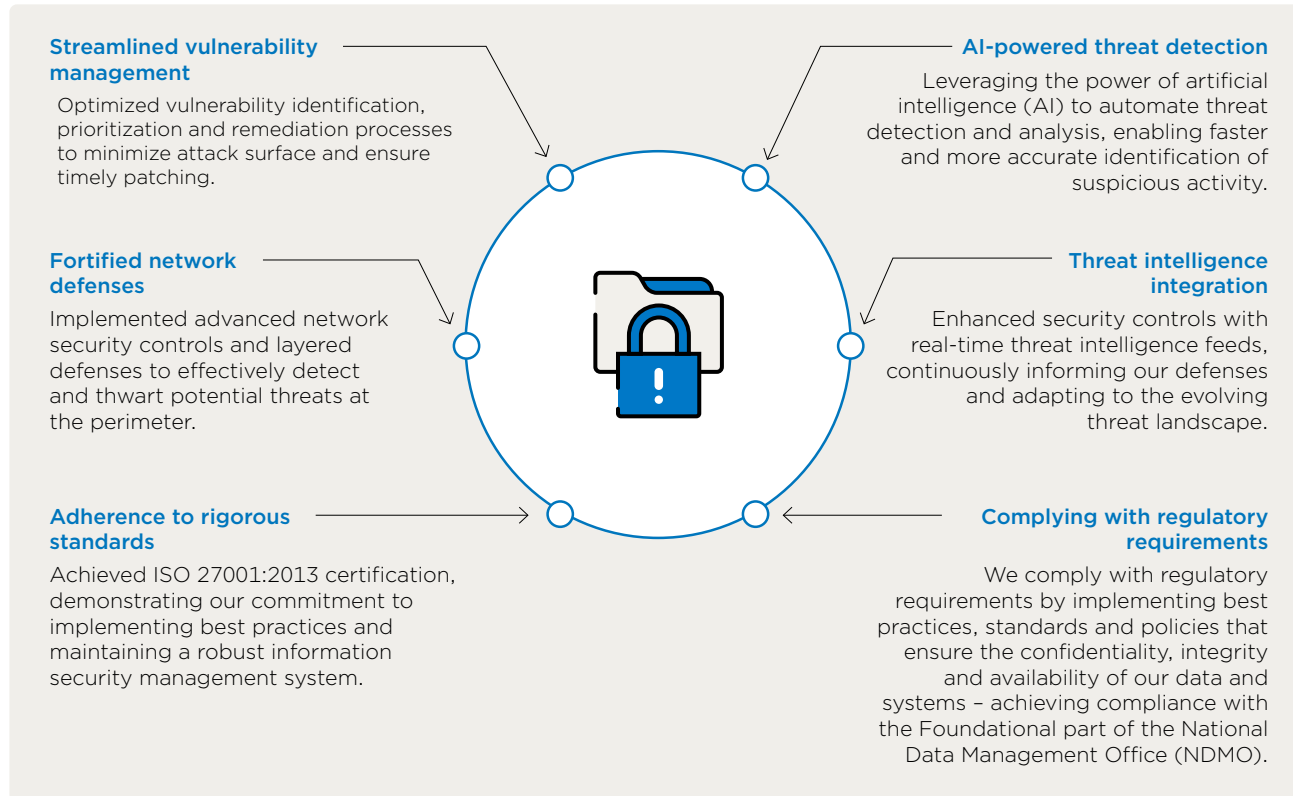 Streamlined vulnerability
management
Optimized vulnerability identification,
prioritization and remediation processes
to minimize attack surface and ensure
timely patching.
Fortified network
defenses
Implemented advanced network
security controls and layered
defenses to effectively detect
and thwart potential threats at
the perimeter.
Adherence to rigorous
standards
Achieved ISO 27001:2013 certification,
demonstrating our commitment to
implementing best practices and
maintaining a robust information
security management system.
AI-powered threat detection
Leveraging the power of artificial
intelligence (AI) to automate threat
detection and analysis, enabling faster
and more accurate identification of
suspicious activity.
Threat intelligence
integration
Enhanced security controls with
real-time threat intelligence feeds,
continuously informing our defenses
and adapting to the evolving
threat landscape.
Complying with regulatory
requirements
We comply with regulatory
requirements by implementing best
practices, standards and policies that
ensure the confidentiality, integrity
and availability of our data and
systems – achieving compliance with
the Foundational part of the National
Data Management Office (NDMO).